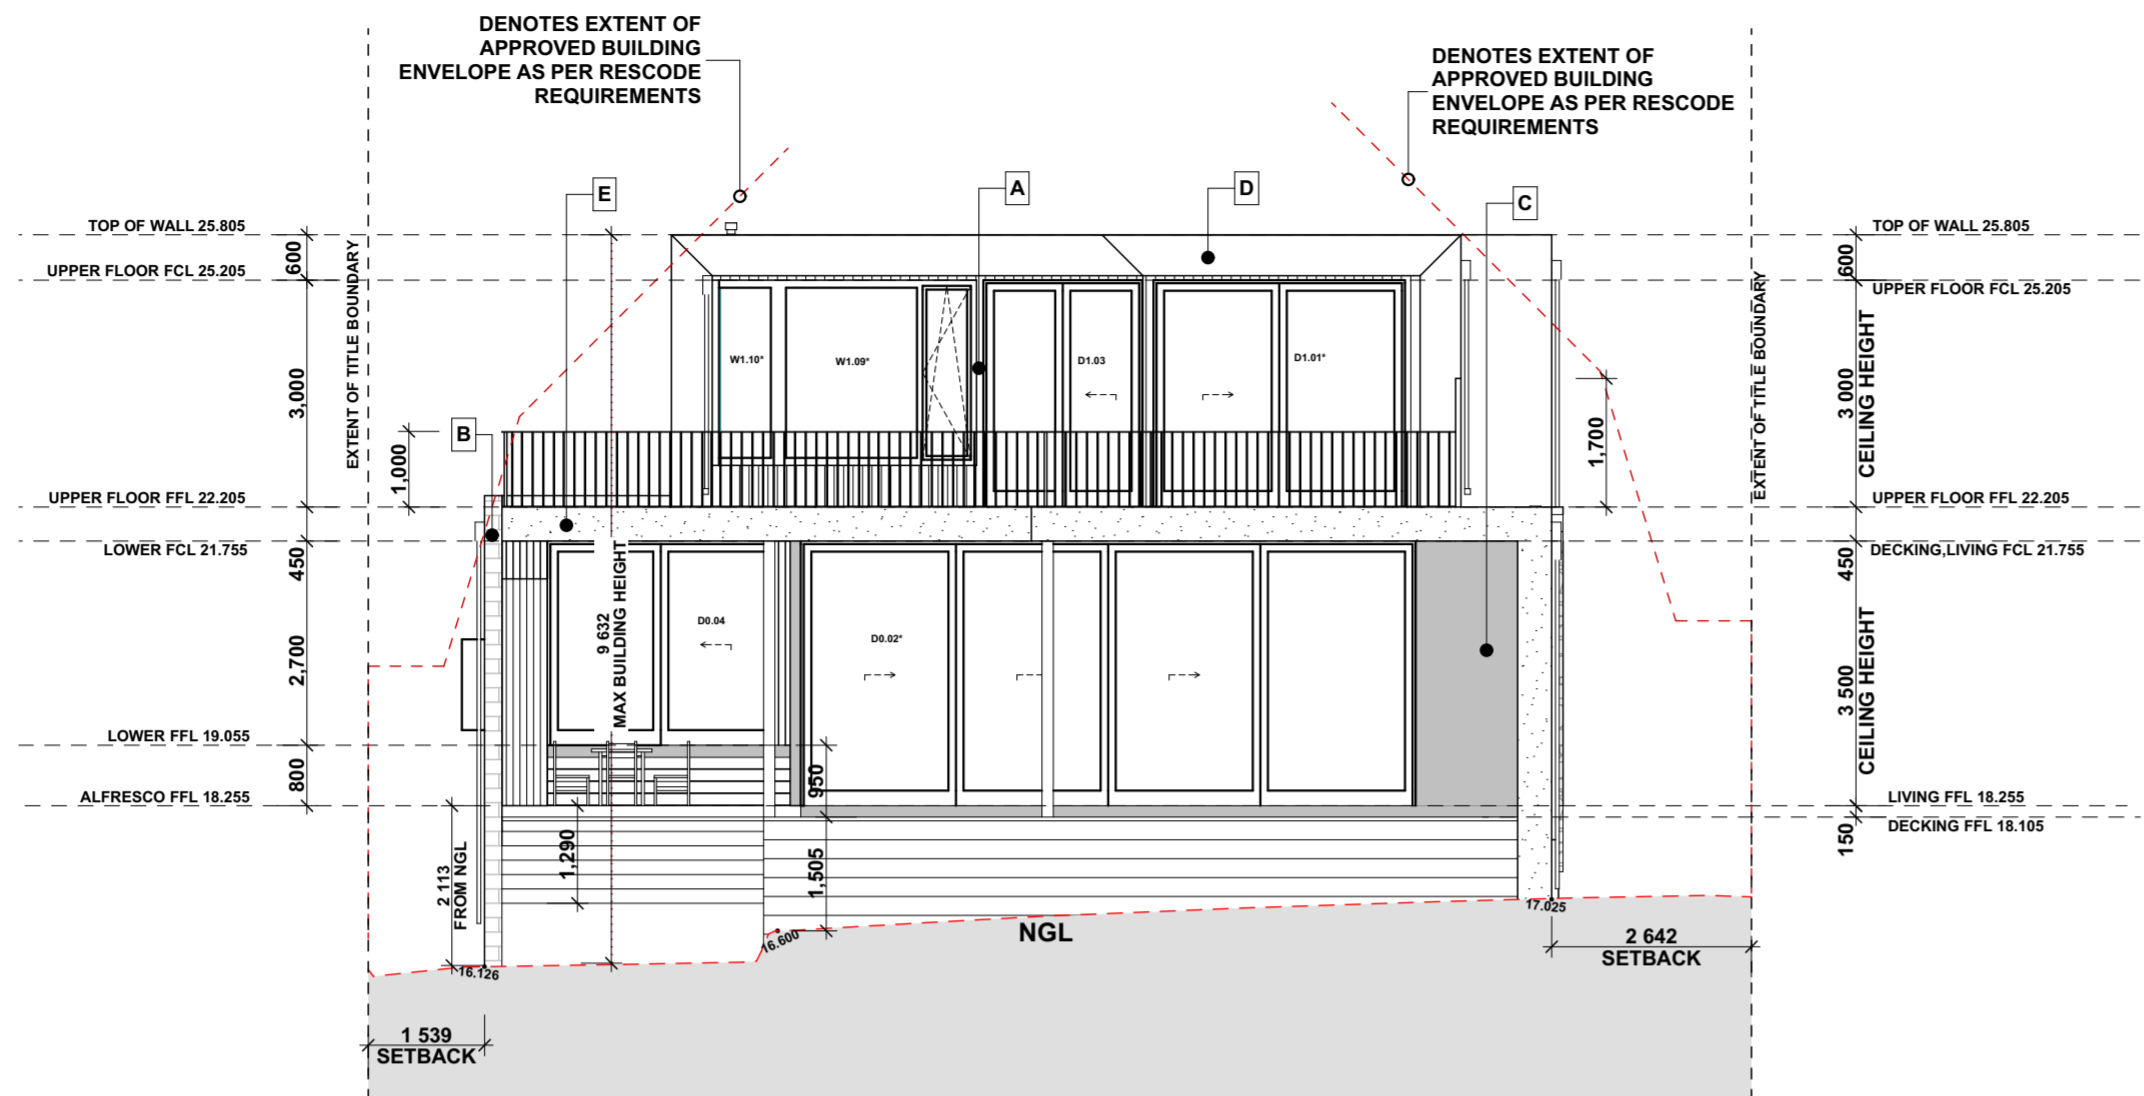 DENOTES EXTENT OF
APPROVED BUILDING
ENVELOPE AS PER RESCODE
REQUIREMENTS
DENOTES EXTENT OF
APPROVED BUILDING
ENVELOPE AS PER RESCODE
REQUIREMENTS
E
A
D
C
B
TOP OF WALL 25.805
600
UPPER FLOOR FCL 25.205
3,000
1,000
UPPER FLOOR FFL 22.205
450
LOWER FCL 21.755
2,700
LOWER FFL 19.055
800
ALFRESCO FFL 18.255
EXTENT OF TITLE BOUNDARY
W1.10*
W1.09*
D1.03
D1.01*
D0.04
D0.02*
9 632
MAX BUILDING HEIGHT
2 113
FROM NGL
1,290
950
1,505
1,700
16.126
16.600
NGL
17.025
1 539
SETBACK
2 642
SETBACK
EXTENT OF TITLE BOUNDARY
TOP OF WALL 25.805
600
UPPER FLOOR FCL 25.205
3 000
CEILING HEIGHT
UPPER FLOOR FFL 22.205
450
DECKING,LIVING FCL 21.755
3 500
CEILING HEIGHT
LIVING FFL 18.255
DECKING FFL 18.105
150